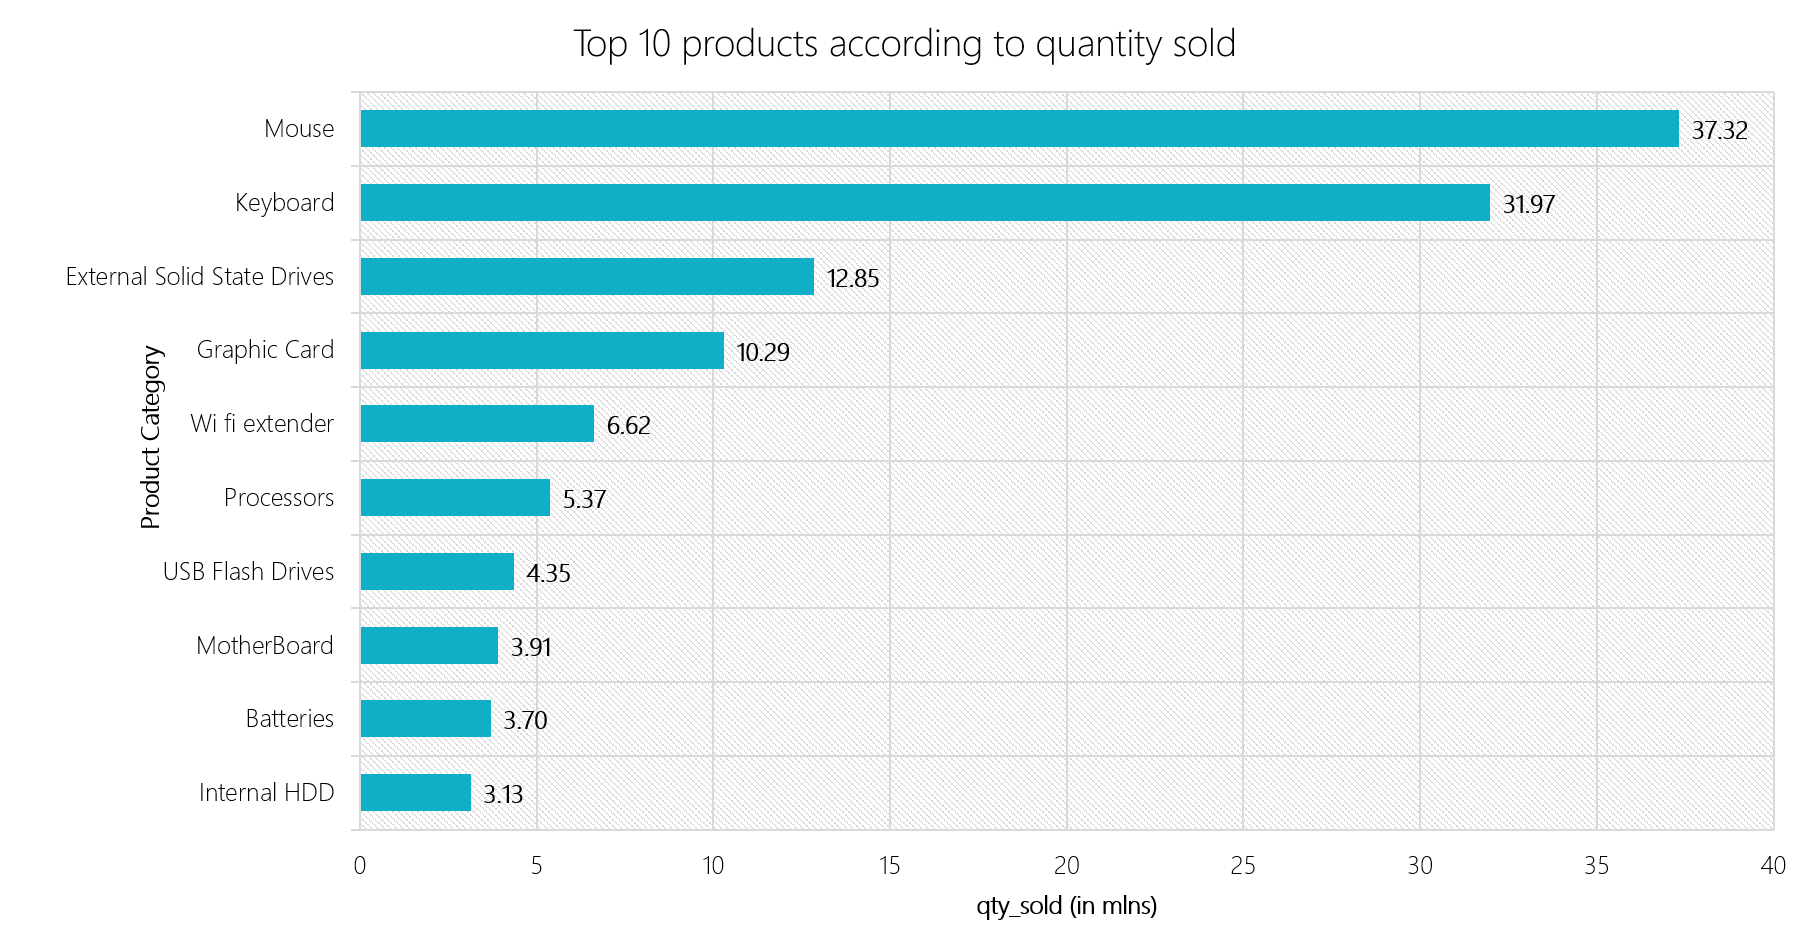 Top 10 products according to quantity sold
Product Category
Mouse 37.32
Keyboard 31.97
External Solid State Drives 12.85
Graphic Card 10.29
Wi fi extender 6.62
Processors 5.37
USB Flash Drives 4.35
MotherBoard 3.91
Batteries 3.70
Internal HDD 3.13
0 5 10 15 20 25 30 35 40
qty_sold (in mlns)